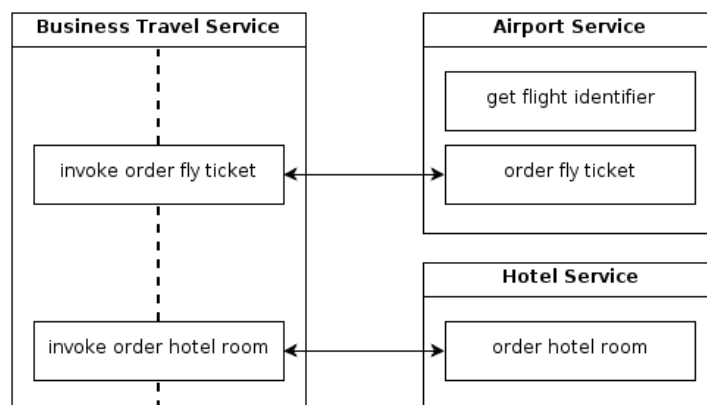 Business Travel Service
Airport Service
get flight identifier
invoke order fly ticket
order fly ticket
Hotel Service
invoke order hotel room
order hotel room